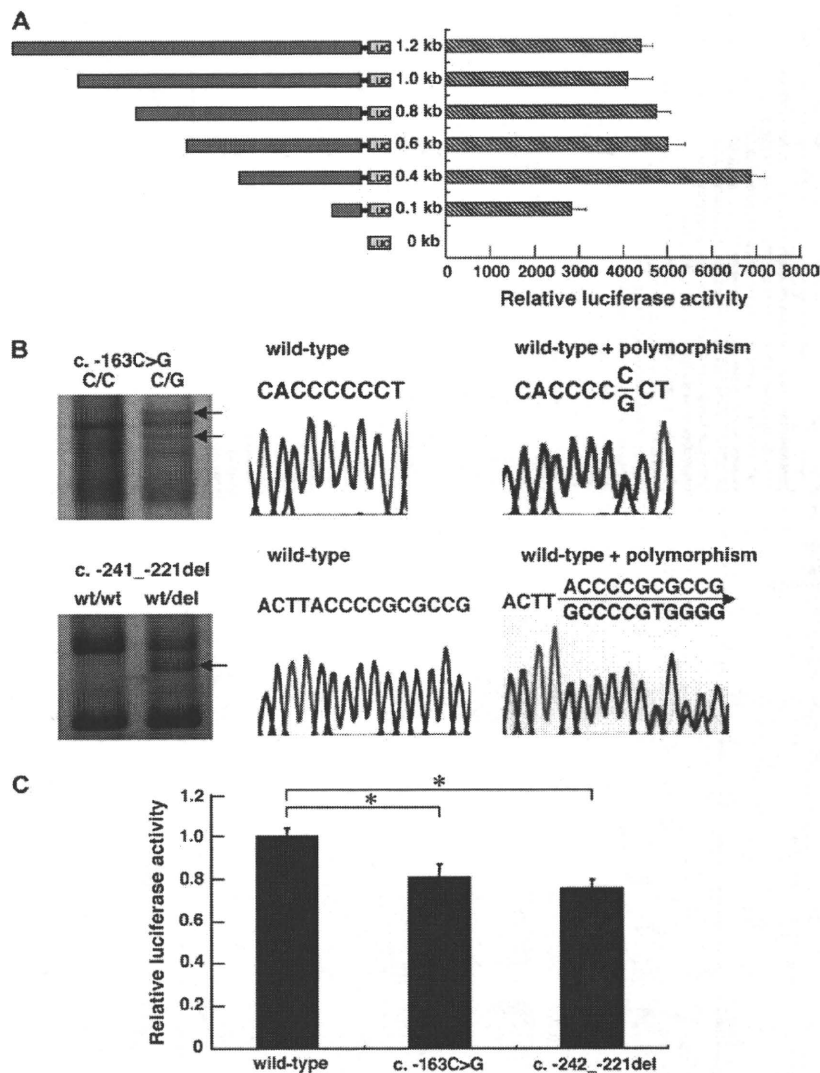 A
Luc 1.2 kb
Luc 1.0 kb
Luc 0.8 kb
Luc 0.6 kb
Luc 0.4 kb
Luc 0.1 kb
Luc 0 kb
0 1000 2000 3000 4000 5000 6000 7000 8000
Relative luciferase activity
B
c. -163C>G
C/C C/G
wild-type
CACCCCCCT
wild-type + polymorphism
CACCCC C CT
G
c. -241_-221del
wt/wt wt/del
wild-type
ACTTACCCCGCGCCG
wild-type + polymorphism
ACTT ACCCCGCGCCG
GCCCCGTGGGG
C
Relative luciferase activity
1.2
1.0
0.8
0.6
0.4
0.2
0
*
*
wild-type c. -163C>G c. -242_-221del